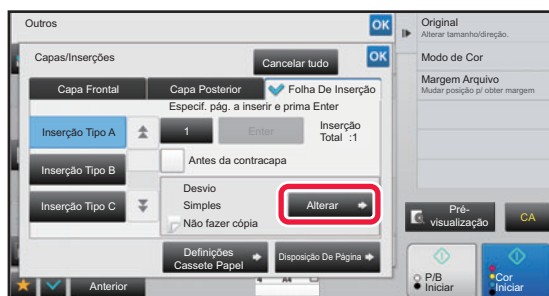 Outros
OK
Capas/Inserções
Cancelar tudo
OK
Capa Frontal
Capa Posterior
Folha De Inserção
Especif. pág. a inserir e prima Enter
Inserção Tipo A
1
Enter
Inserção
Total :1
Inserção Tipo B
Antes da contracapa
Inserção Tipo C
Desvio
Simples
Alterar
Não fazer cópia
Definições
Cassete Papel
Disposição De Página
Anterior
A4
Original
Alterar tamanho/direção.
Modo de Cor
Margem Arquivo
Mudar posição p/ obter margem
Pré-
visualização
CA
P/B
Iniciar
Cor
Iniciar